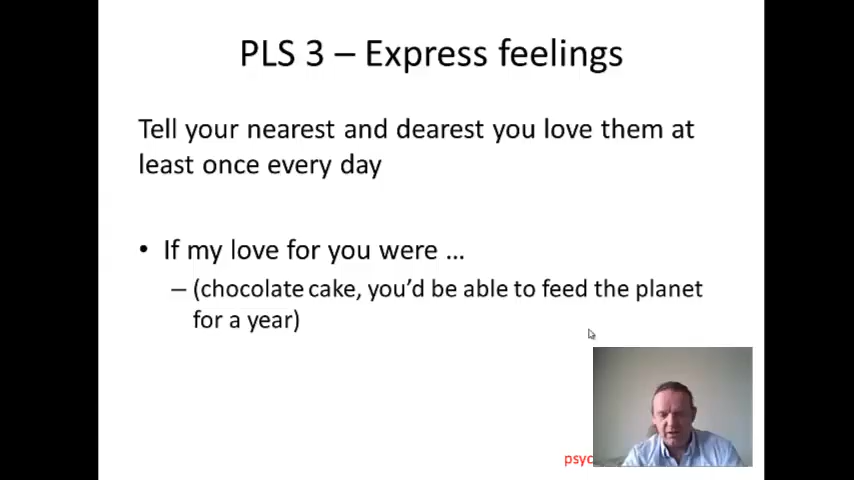 PLS 3 – Express feelings
Tell your nearest and dearest you love them at
least once every day
• If my love for you were ...
– (chocolate cake, you’d be able to feed the planet
for a year)